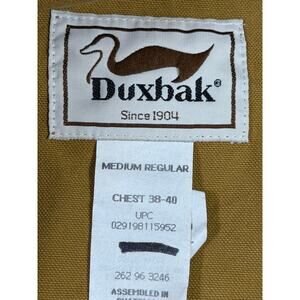 Duxbak®
Since 1904
MEDIUM REGULAR
CHEST 38-40
UPC
029198115952
262 96 3246
ASSEMBLED IN